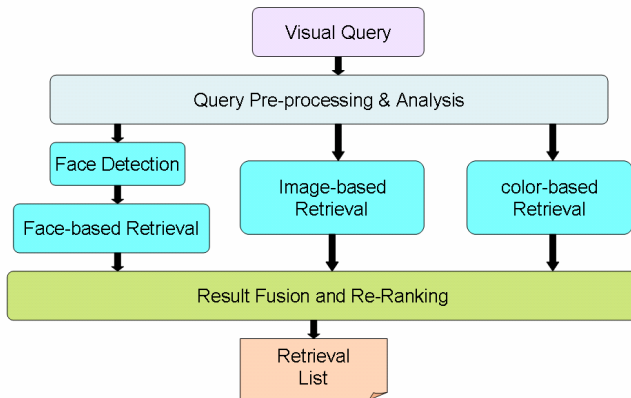 Visual Query
Query Pre-processing & Analysis
Face Detection
Face-based Retrieval
Image-based
Retrieval
color-based
Retrieval
Result Fusion and Re-Ranking
Retrieval
List